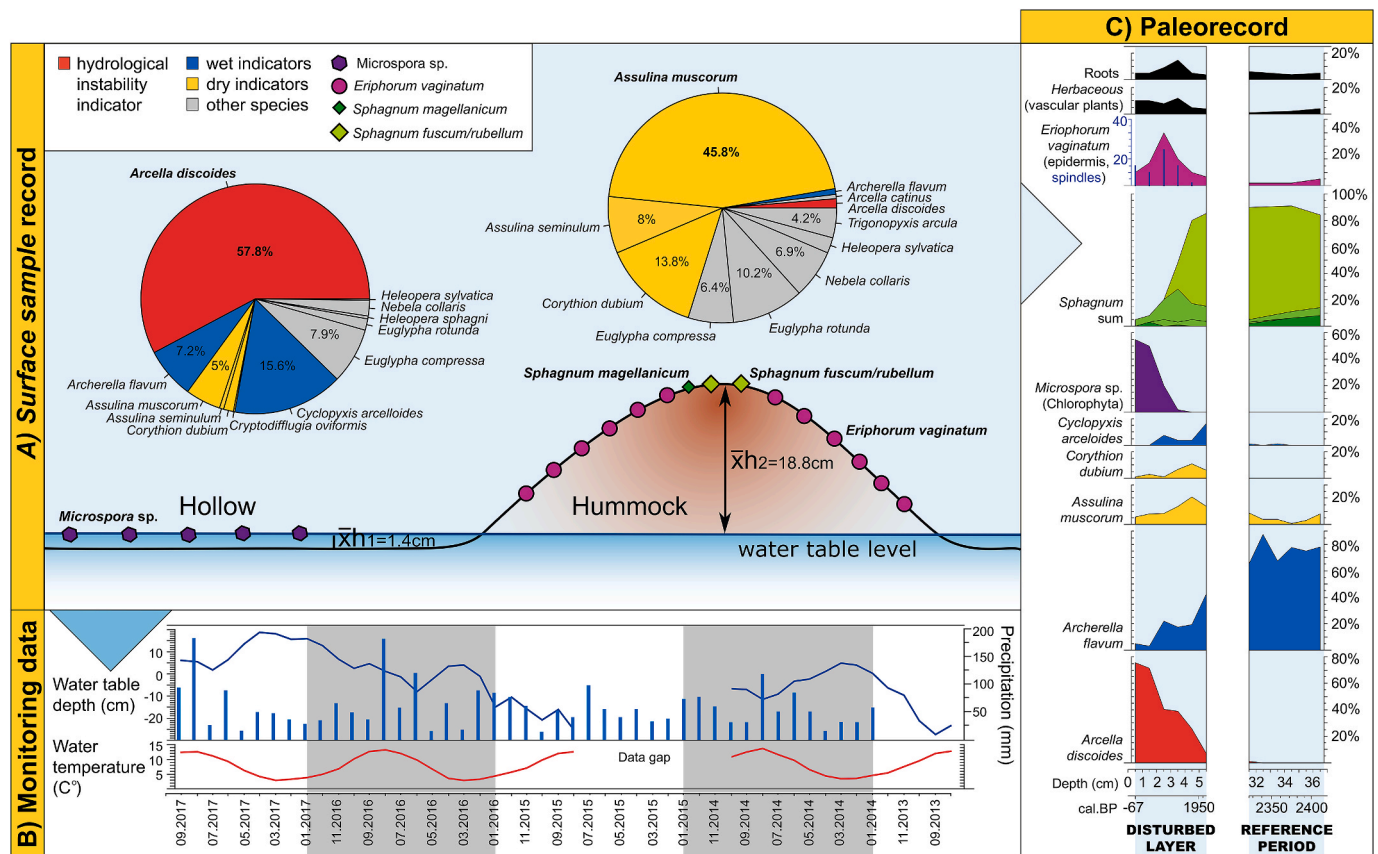 C) Paleorecord
A) Surface sample record
hydrological
instability
indicator
wet indicators
dry indicators
other species
Microspora sp.
Eriphorum vaginatum
Sphagnum magellanicum
Sphagnum fuscum/rubellum
Arcella discoides
57.8%
7.2%
5%
15.6%
7.9%
Heleopera sylvatica
Nebela collaris
Heleopera sphagni
Euglypha rotunda
Euglypha compressa
Archerella flavum
Assulina muscorum
Assulina seminulum
Corythion dubium
Cryptodifflugia oviformis
Cyclopyxis arcelloides
Assulina muscorum
45.8%
8%
13.8%
6.4%
10.2%
6.9%
4.2%
Archerella flavum
Arcella catinus
Arcella discoides
Trigonopyxis arcula
Heleopera sylvatica
Nebela collaris
Euglypha rotunda
Euglypha compressa
Corythion dubium
Assulina seminulum
Sphagnum magellanicum
Sphagnum fuscum/rubellum
Eriphorum vaginatum
x̅h2=18.8cm
Hollow
Hummock
Microspora sp.
x̅h1=1.4cm
water table level
B) Monitoring data
Water table
depth (cm)
10
0
-10
-20
200
150
100
50
Precipitation (mm)
Water
temperature
(C°)
15
10
5
Data gap
09.2017
07.2017
05.2017
03.2017
01.2017
11.2016
09.2016
07.2016
05.2016
03.2016
01.2016
11.2015
09.2015
07.2015
05.2015
03.2015
01.2015
11.2014
09.2014
07.2014
05.2014
03.2014
01.2014
11.2013
09.2013
Roots
20%
Herbaceous
(vascular plants)
20%
Eriophorum
vaginatum
(epidermis,
spindles)
40
20
40%
20%
Sphagnum
sum
100%
80%
60%
40%
20%
Microspora sp.
(Chlorophyta)
60%
40%
20%
Cyclopyxis
arceloides
20%
Corythion
dubium
20%
Assulina
muscorum
20%
Archerella
flavum
80%
60%
40%
20%
Arcella
discoides
80%
60%
40%
20%
Depth (cm) 0 1 2 3 4 5 32 34 36
cal.BP -67 1950 2350 2400
DISTURBED
LAYER
REFERENCE
PERIOD